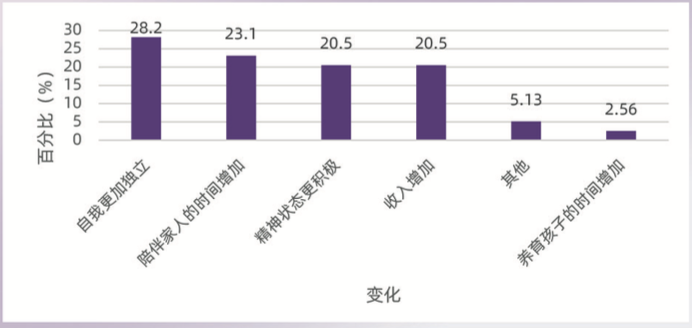 百分比（%）
30
25
20
15
10
5
0
28.2
23.1
20.5
20.5
5.13
2.56
自我更加独立
陪伴家人的时间增加
精神状态更积极
收入增加
其他
养育孩子的时间增加
变化